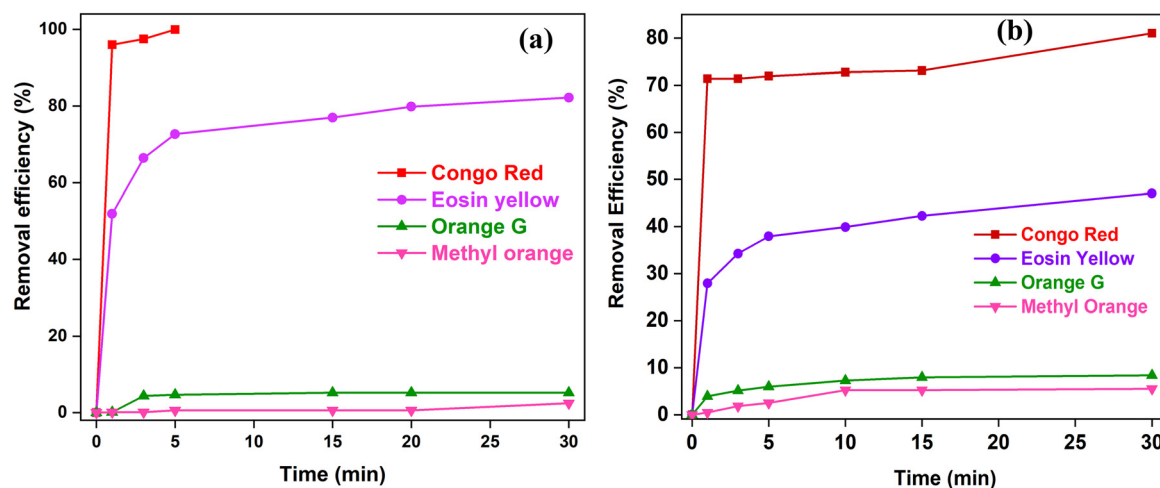 (a)
Removal efficiency (%)
100
80
60
40
20
0
Congo Red
Eosin yellow
Orange G
Methyl orange
0 5 10 15 20 25 30
Time (min)
(b)
Removal Efficiency (%)
80
70
60
50
40
30
20
10
0
Congo Red
Eosin Yellow
Orange G
Methyl Orange
0 5 10 15 20 25 30
Time (min)